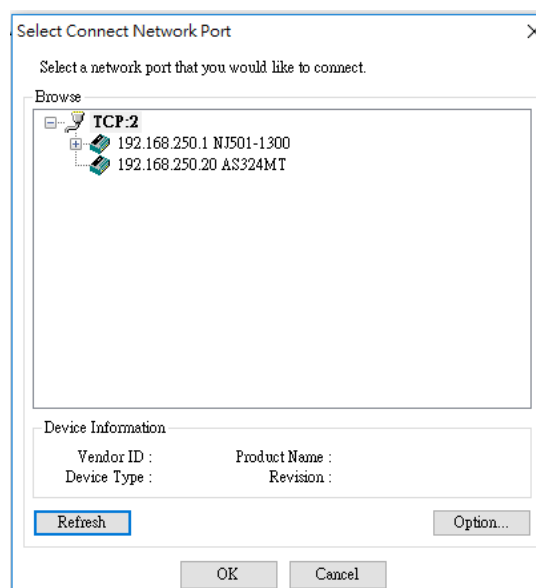 Select Connect Network Port
Select a network port that you would like to connect.
Browse
TCP:2
192.168.250.1 NJ501-1300
192.168.250.20 AS324MT
Device Information
Vendor ID : Product Name :
Device Type : Revision :
Refresh Option...
OK Cancel